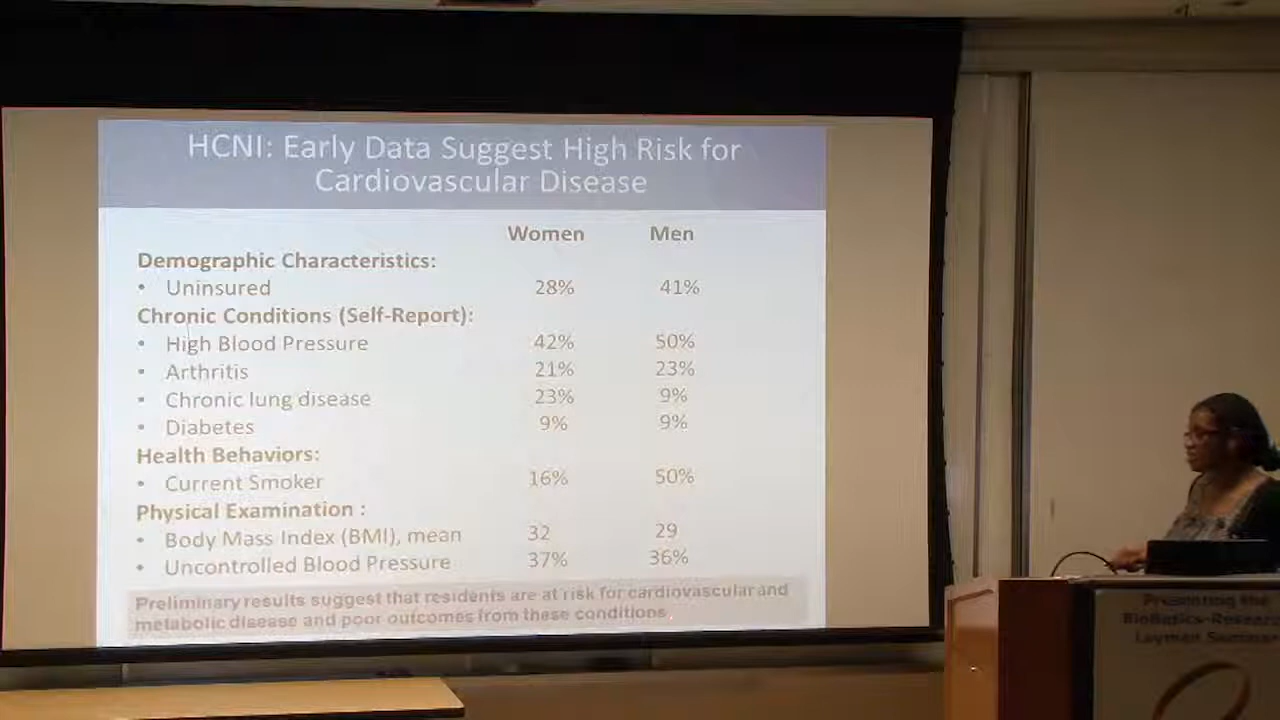 HCNI: Early Data Suggest High Risk for
Cardiovascular Disease
Women Men
Demographic Characteristics:
• Uninsured 28% 41%
Chronic Conditions (Self-Report):
• High Blood Pressure 42% 50%
• Arthritis 21% 23%
• Chronic lung disease 23% 9%
• Diabetes 9% 9%
Health Behaviors:
• Current Smoker 16% 50%
Physical Examination :
• Body Mass Index (BMI), mean 32 29
• Uncontrolled Blood Pressure 37% 36%
Preliminary results suggest that residents are at risk for cardiovascular and
metabolic disease and poor outcomes from these conditions.
Presenting the
Layman